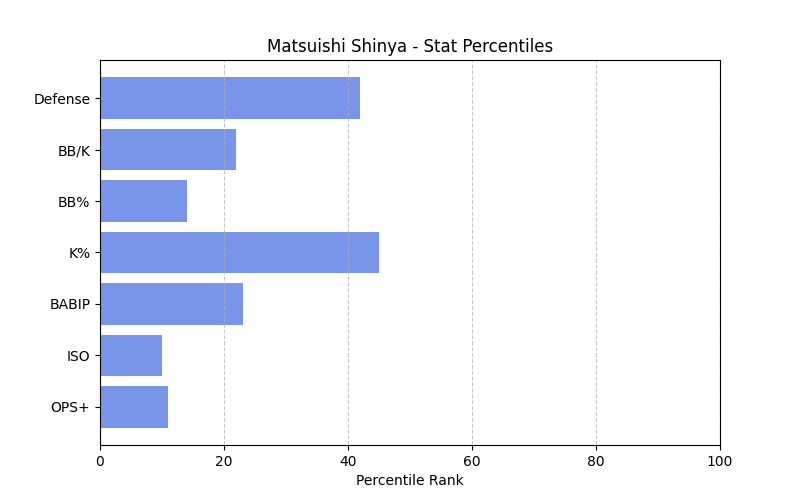 Matsuishi Shinya - Stat Percentiles
Defense
BB/K
BB%
K%
BABIP
ISO
OPS+
0 20 40 60 80 100
Percentile Rank